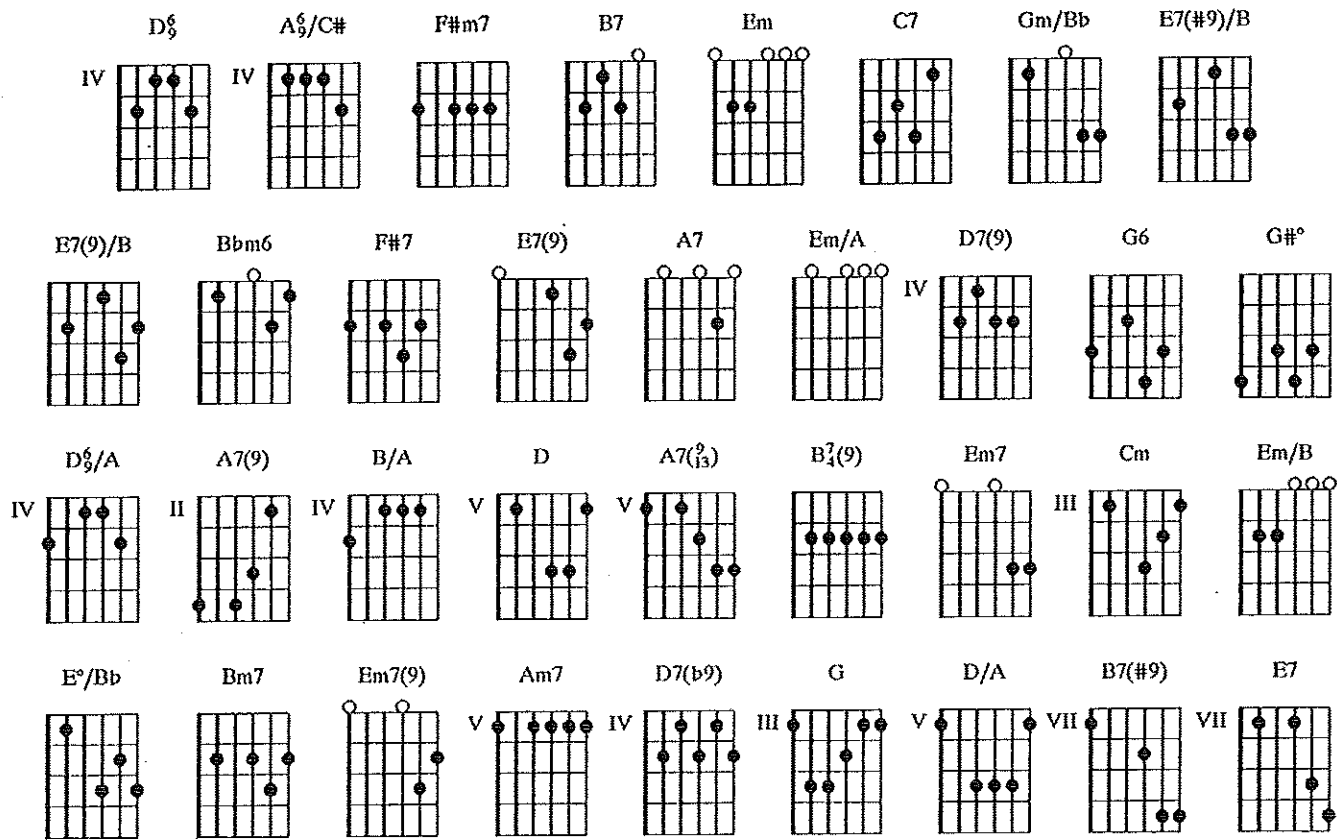 D6/9 A6/9/C# F#m7 B7 Em C7 Gm/Bb E7(#9)/B
IV IV
E7(9)/B Bbm6 F#7 E7(9) A7 Em/A D7(9) G6 G#°
IV
D6/9/A A7(9) B/A D A7(9/13) B7/4(9) Em7 Cm Em/B
IV II IV V V III
E°/Bb Bm7 Em7(9) Am7 D7(b9) G D/A B7(#9) E7
V IV III V VII VII